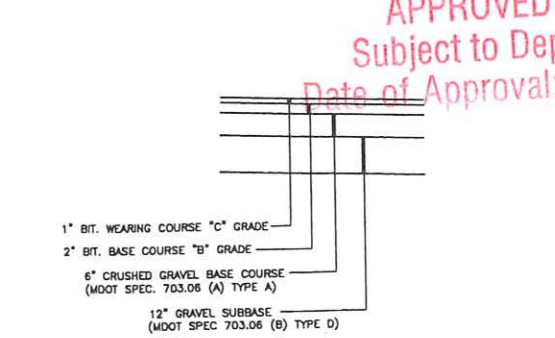 APPROVED
Subject to Dep
Date of Approval:
1" BIT. WEARING COURSE "C" GRADE
2" BIT. BASE COURSE "B" GRADE
6" CRUSHED GRAVEL BASE COURSE
(MDOT SPEC. 703.06 (A) TYPE A)
12" GRAVEL SUBBASE
(MDOT SPEC 703.06 (B) TYPE D)